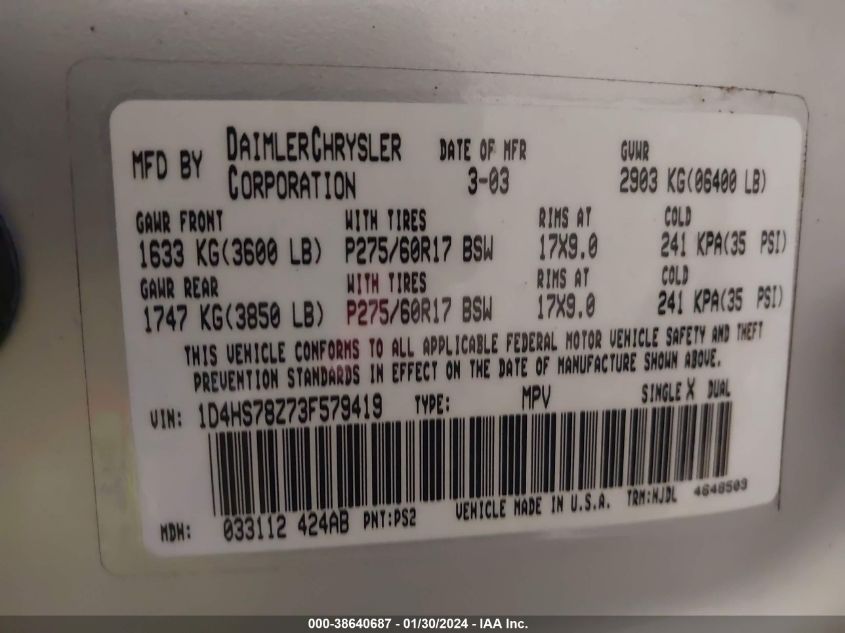 MFD BY DAIMLERCHRYSLER CORPORATION DATE OF MFR 3-03 GVWR 2903 KG(06400 LB)
GAWR FRONT WITH TIRES RIMS AT COLD
1633 KG(3600 LB) P275/60R17 BSW 17X9.0 241 KPA(35 PSI)
GAWR REAR WITH TIRES RIMS AT COLD
1747 KG(3850 LB) P275/60R17 BSW 17X9.0 241 KPA(35 PSI)
THIS VEHICLE CONFORMS TO ALL APPLICABLE FEDERAL MOTOR VEHICLE SAFETY AND THEFT
PREVENTION STANDARDS IN EFFECT ON THE DATE OF MANUFACTURE SHOWN ABOVE.
VIN: 1D4HS78Z73F579419 TYPE: MPV SINGLE X DUAL
MDH: 033112 424AB PNT:PS2 VEHICLE MADE IN U.S.A. TRM:HJDL 4648503
000-38640687 - 01/30/2024 - IAA Inc.